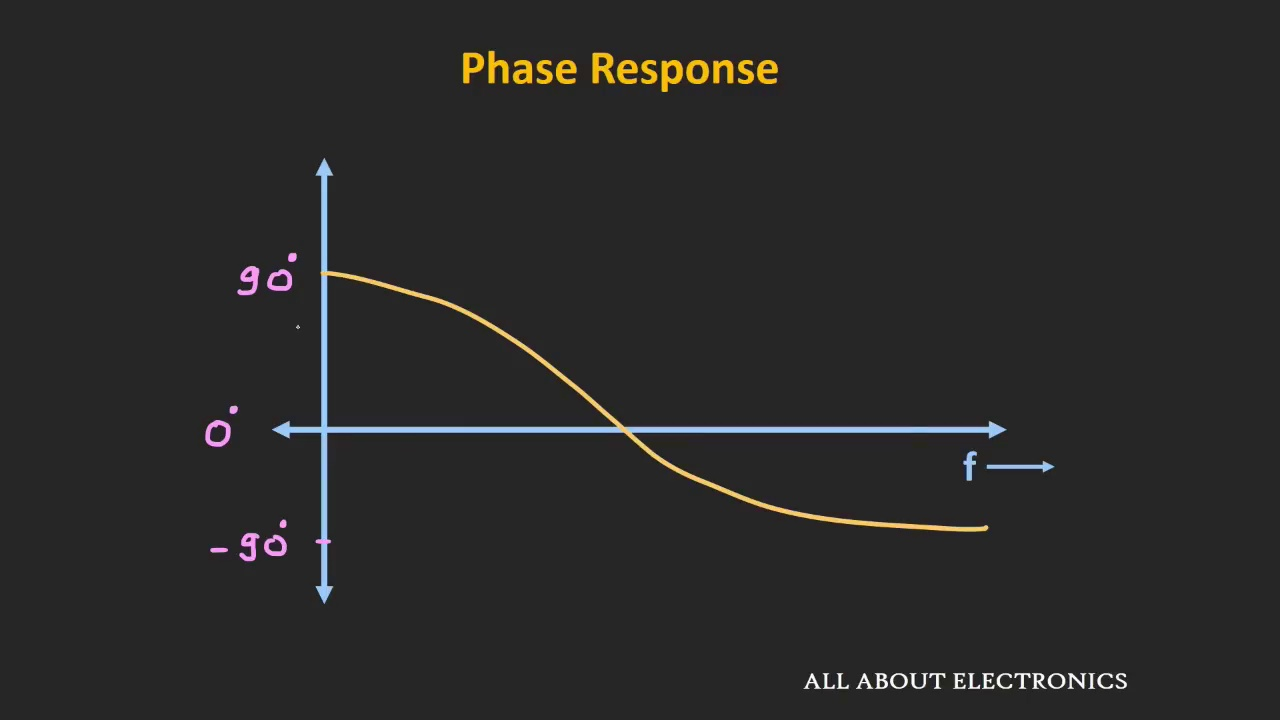 Phase Response
90°
0°
f
- 90°
ALL ABOUT ELECTRONICS